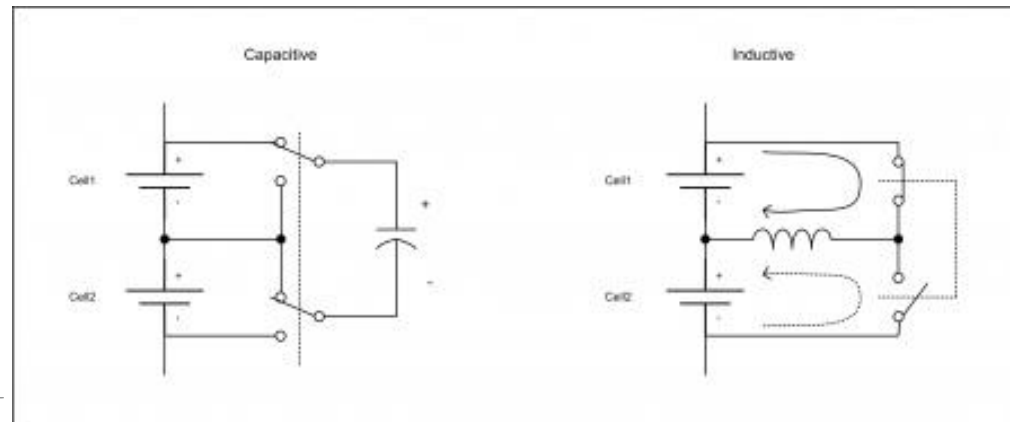 Capacitive
Inductive
+
Cell1
-
+
Cell2
-
+
-
+
Cell1
-
+
Cell2
-